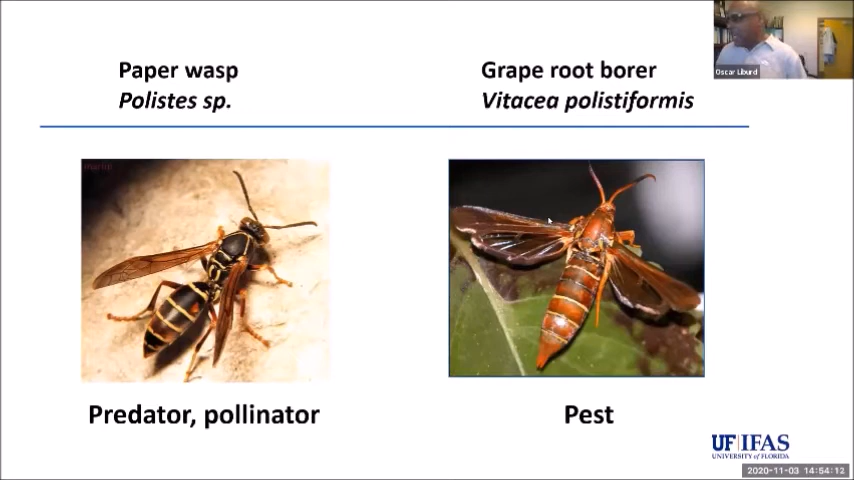 Paper wasp
Polistes sp.
Grape root borer
Vitacea polistiformis
Oscar Liburd
Predator, pollinator
Pest
UF|IFAS
UNIVERSITY of FLORIDA
2020-11-03 14:54:12